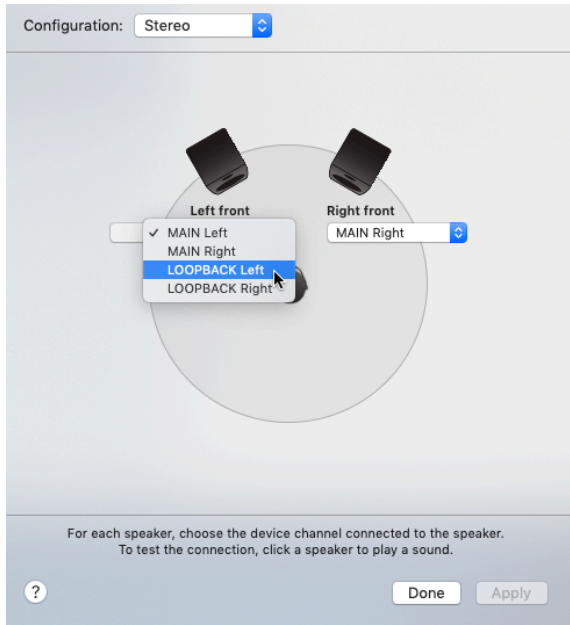 Configuration: Stereo
Left front Right front
✓ MAIN Left MAIN Right
MAIN Right
LOOPBACK Left
LOOPBACK Right
For each speaker, choose the device channel connected to the speaker.
To test the connection, click a speaker to play a sound.
? Done Apply